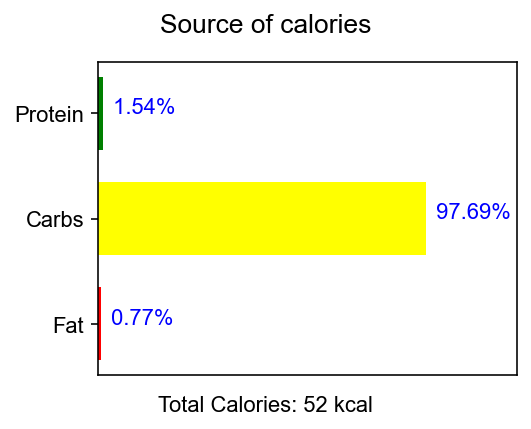 Source of calories
Protein 1.54%
Carbs 97.69%
Fat 0.77%
Total Calories: 52 kcal